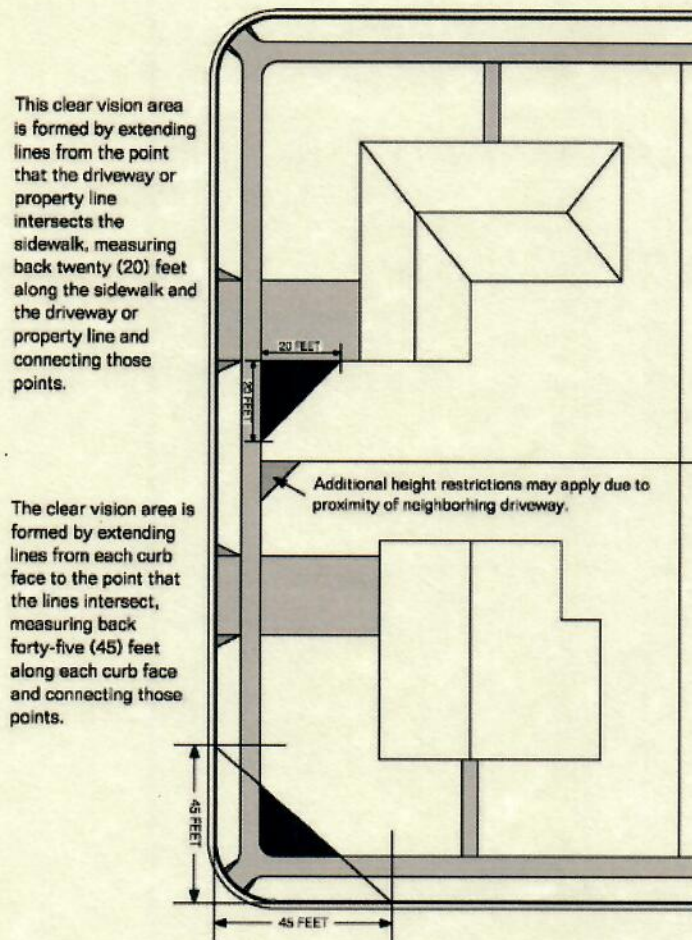 This clear vision area
is formed by extending
lines from the point
that the driveway or
property line
intersects the
sidewalk, measuring
back twenty (20) feet
along the sidewalk and
the driveway or
property line and
connecting those
points.
20 FEET
20 FEET
Additional height restrictions may apply due to
proximity of neighborhing driveway.
The clear vision area is
formed by extending
lines from each curb
face to the point that
the lines intersect,
measuring back
forty-five (45) feet
along each curb face
and connecting those
points.
45 FEET
45 FEET